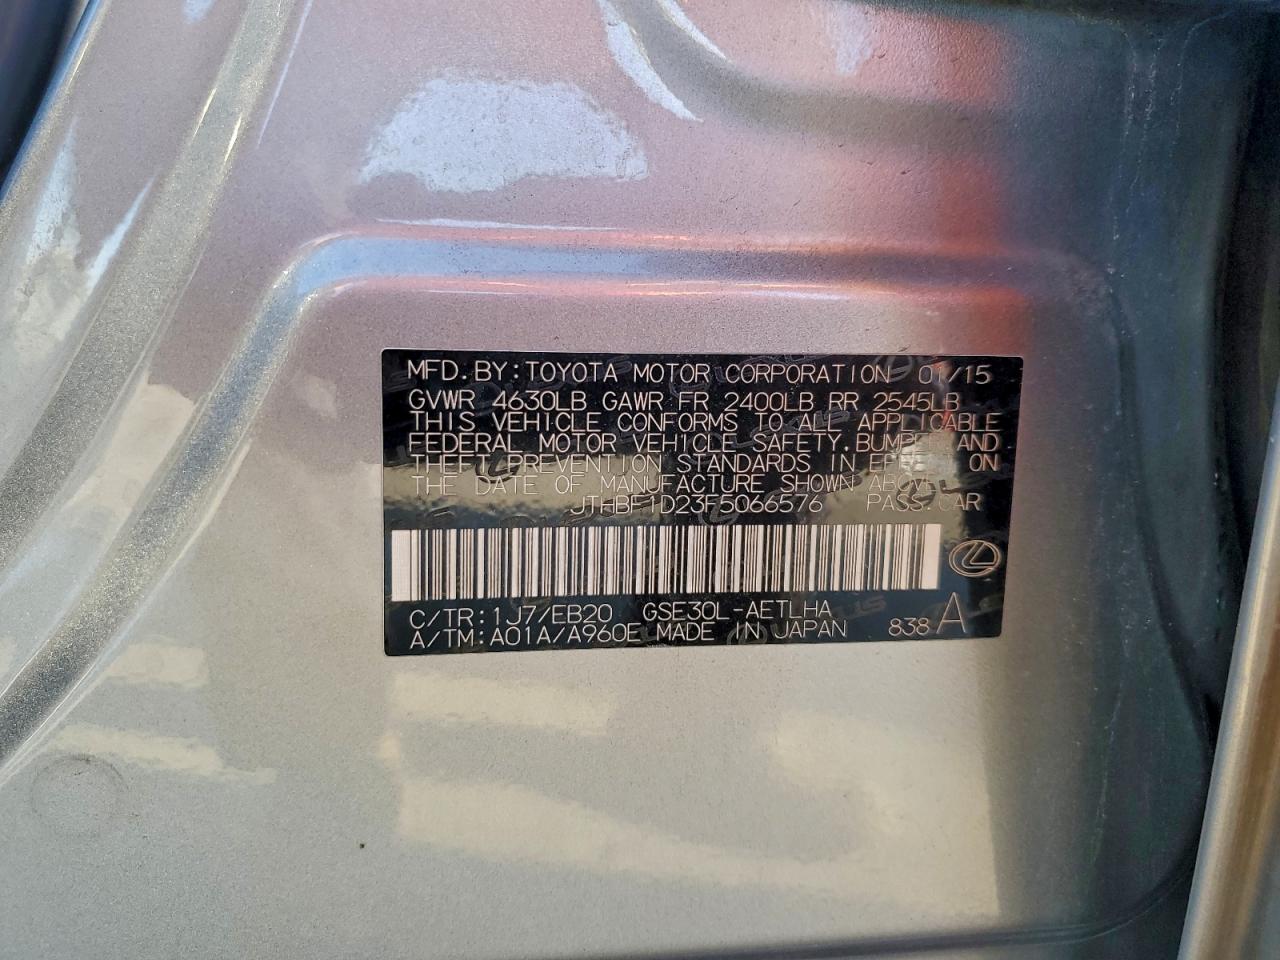 MFD. BY: TOYOTA MOTOR CORPORATION 01/15
GVWR 4630LB GAWR FR 2400LB RR 2545LB
THIS VEHICLE CONFORMS TO ALL APPLICABLE
FEDERAL MOTOR VEHICLE SAFETY, BUMPER AND
THEFT PREVENTION STANDARDS IN EFFECT ON
THE DATE OF MANUFACTURE SHOWN ABOVE.
JTHBF1D23F5066576 PASS.CAR
C/TR: 1J7/EB20 GSE30L-AETLHA
A/TM: A01A/A960E MADE IN JAPAN 838 A